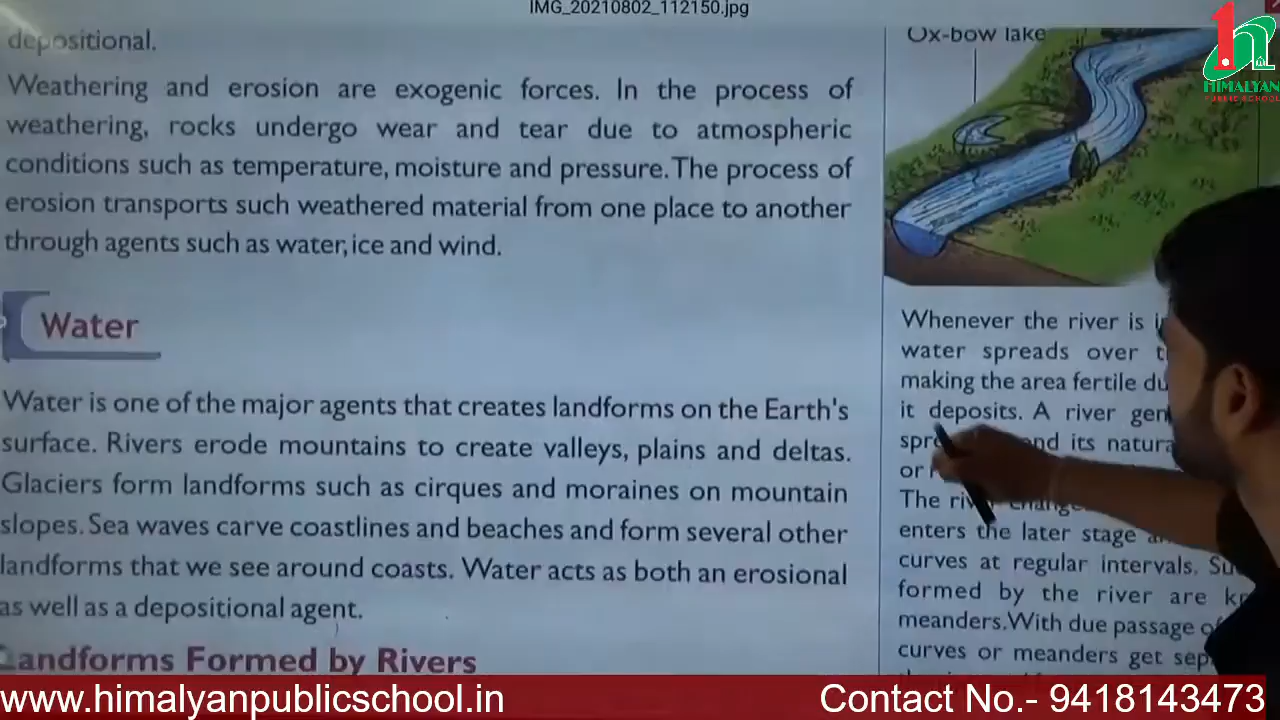 IMG_20210802_112150.jpg
depositional.
Weathering and erosion are exogenic forces. In the process of
weathering, rocks undergo wear and tear due to atmospheric
conditions such as temperature, moisture and pressure. The process of
erosion transports such weathered material from one place to another
through agents such as water, ice and wind.
Water
Water is one of the major agents that creates landforms on the Earth's
surface. Rivers erode mountains to create valleys, plains and deltas.
Glaciers form landforms such as cirques and moraines on mountain
slopes. Sea waves carve coastlines and beaches and form several other
landforms that we see around coasts. Water acts as both an erosional
as well as a depositional agent.
Landforms Formed by Rivers
Ox-bow lake
Whenever the river is
water spreads over
making the area fertile
it deposits. A river
its
or
The
enters the later stage
curves at regular intervals.
formed by the river are
meanders. With due passage
curves or meanders get
HIMALYAN
PUBLIC SCHOOL
www.himalyanpublicschool.in
Contact No.- 9418143473